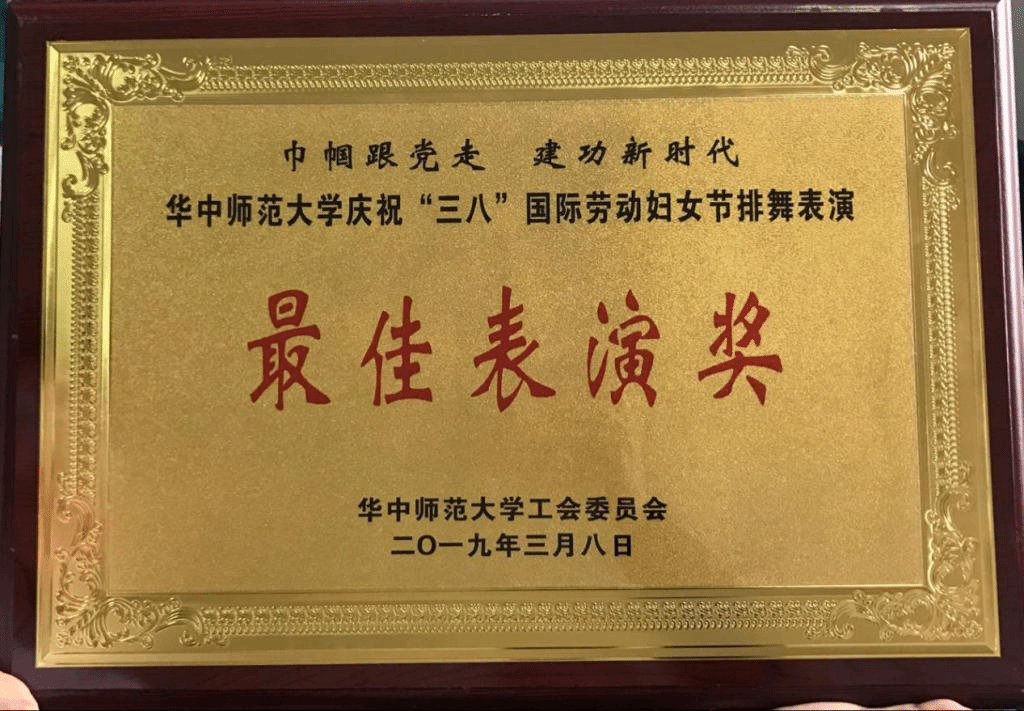 巾帼跟党走 建功新时代
华中师范大学庆祝“三八”国际劳动妇女节排舞表演
最佳表演奖
华中师范大学工会委员会
二〇一九年三月八日